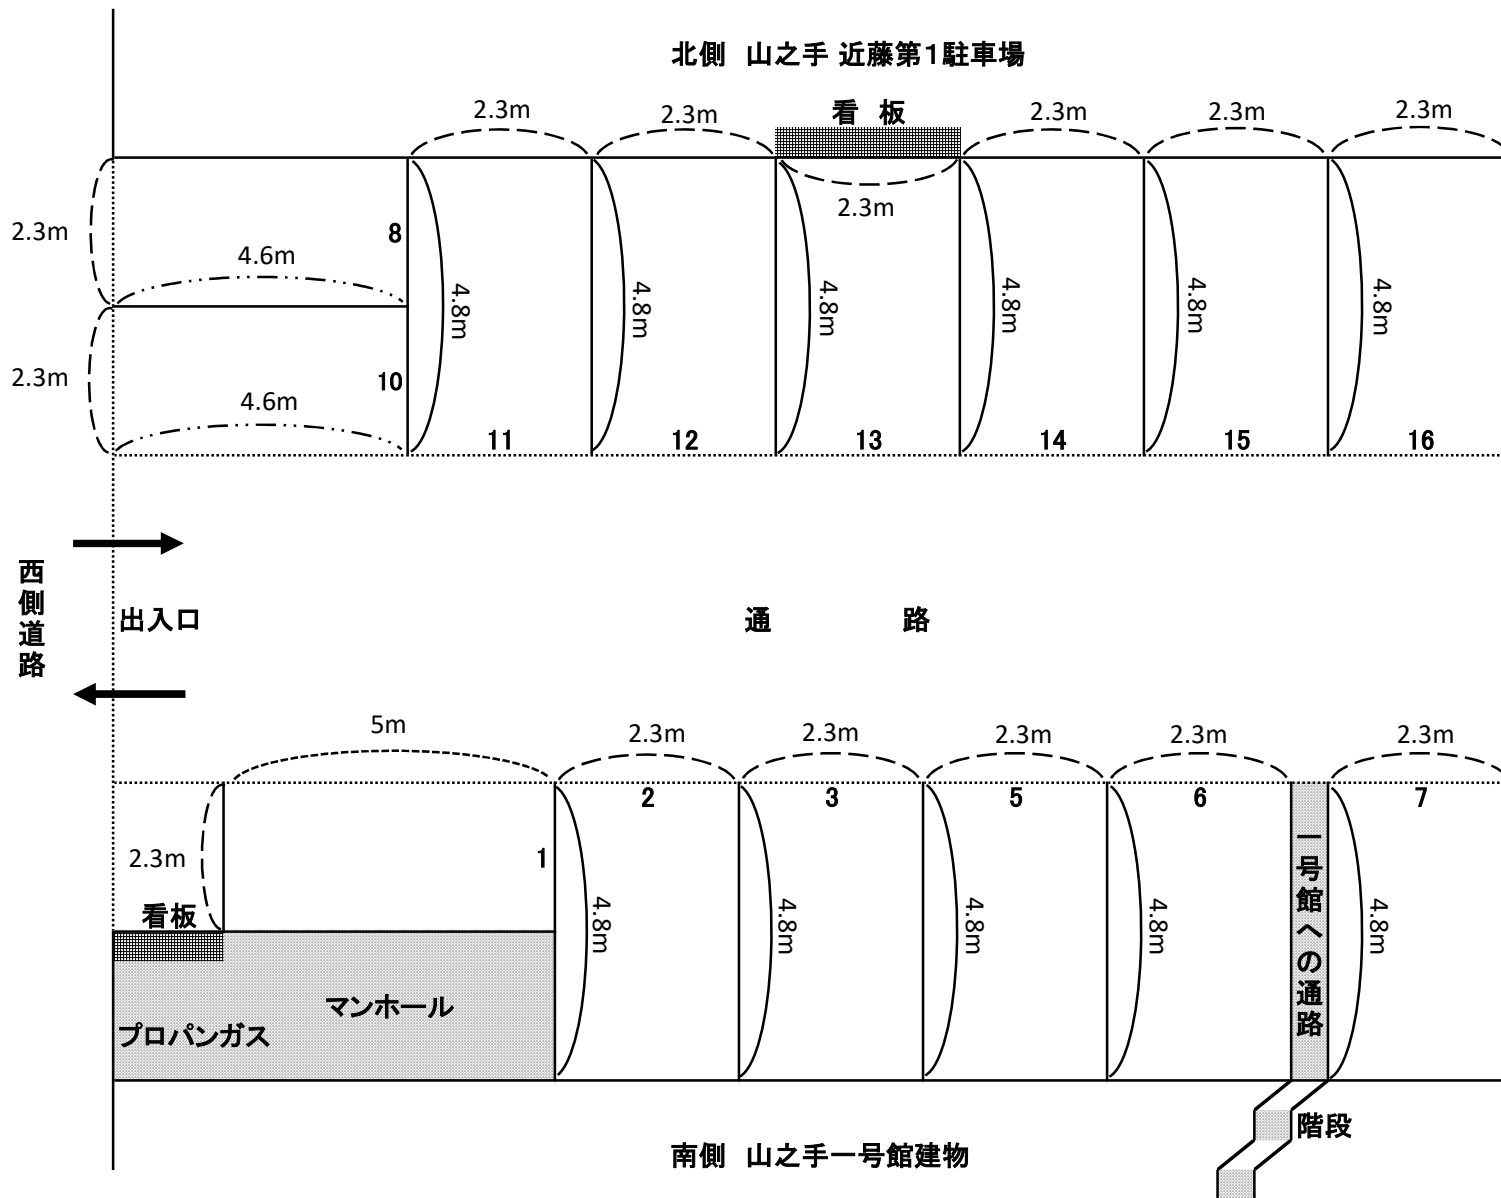 北側 山之手 近藤第1駐車場
看 板
2.3m
2.3m
2.3m
2.3m
2.3m
2.3m
2.3m
8
4.6m
4.8m
4.8m
4.8m
4.8m
4.8m
4.8m
2.3m
10
4.6m
11
12
13
14
15
16
西側道路
出入口
通 路
5m
2.3m
2.3m
2.3m
2.3m
2.3m
2
3
5
6
7
2.3m
1
看板
4.8m
4.8m
4.8m
4.8m
4.8m
一号館への通路
マンホール
プロパンガス
階段
南側 山之手一号館建物